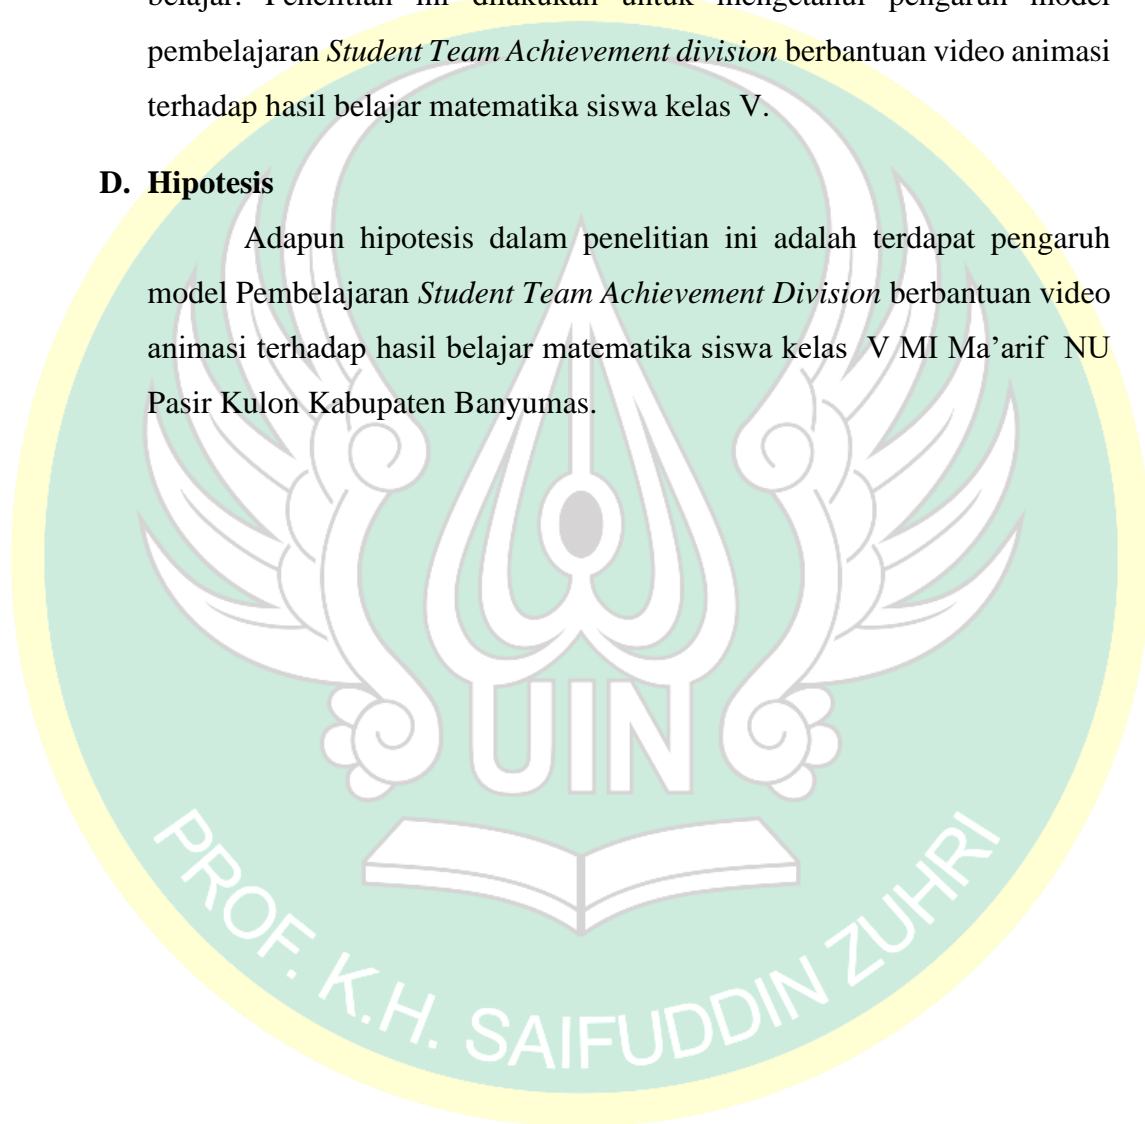 belajar. Penelitian ini dilakukan untuk mengetahui pengaruh model
pembelajaran Student Team Achievement division berbantuan video animasi
terhadap hasil belajar matematika siswa kelas V.
D. Hipotesis
Adapun hipotesis dalam penelitian ini adalah terdapat pengaruh
model Pembelajaran Student Team Achievement Division berbantuan video
animasi terhadap hasil belajar matematika siswa kelas V MI Ma’arif NU
Pasir Kulon Kabupaten Banyumas.
UIN
PROF. K.H. SAIFUDDIN ZUHRI